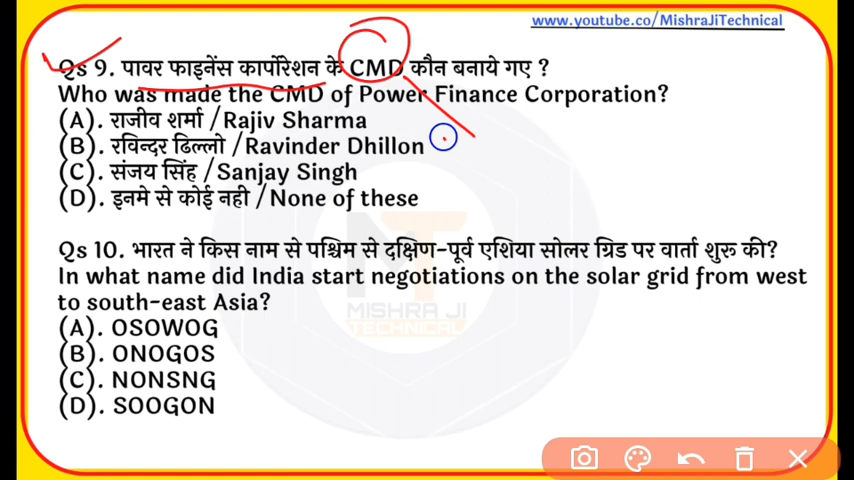 www.youtube.co/MishraJiTechnical
Qs 9. पावर फाइनेंस कार्पोरेशन के CMD कौन बनाये गए ?
Who was made the CMD of Power Finance Corporation?
(A). राजीव शर्मा / Rajiv Sharma
(B). रविन्दर ढिल्लो / Ravinder Dhillon
(C). संजय सिंह / Sanjay Singh
(D). इनमे से कोई नही / None of these
Qs 10. भारत ने किस नाम से पश्चिम से दक्षिण-पूर्व एशिया सोलर ग्रिड पर वार्ता शुरू की?
In what name did India start negotiations on the solar grid from west
to south-east Asia?
(A). OSOWOG
(B). ONOGOS
(C). NONSNG
(D). SOOGON
MT
MISHRA JI
TECHNICAL